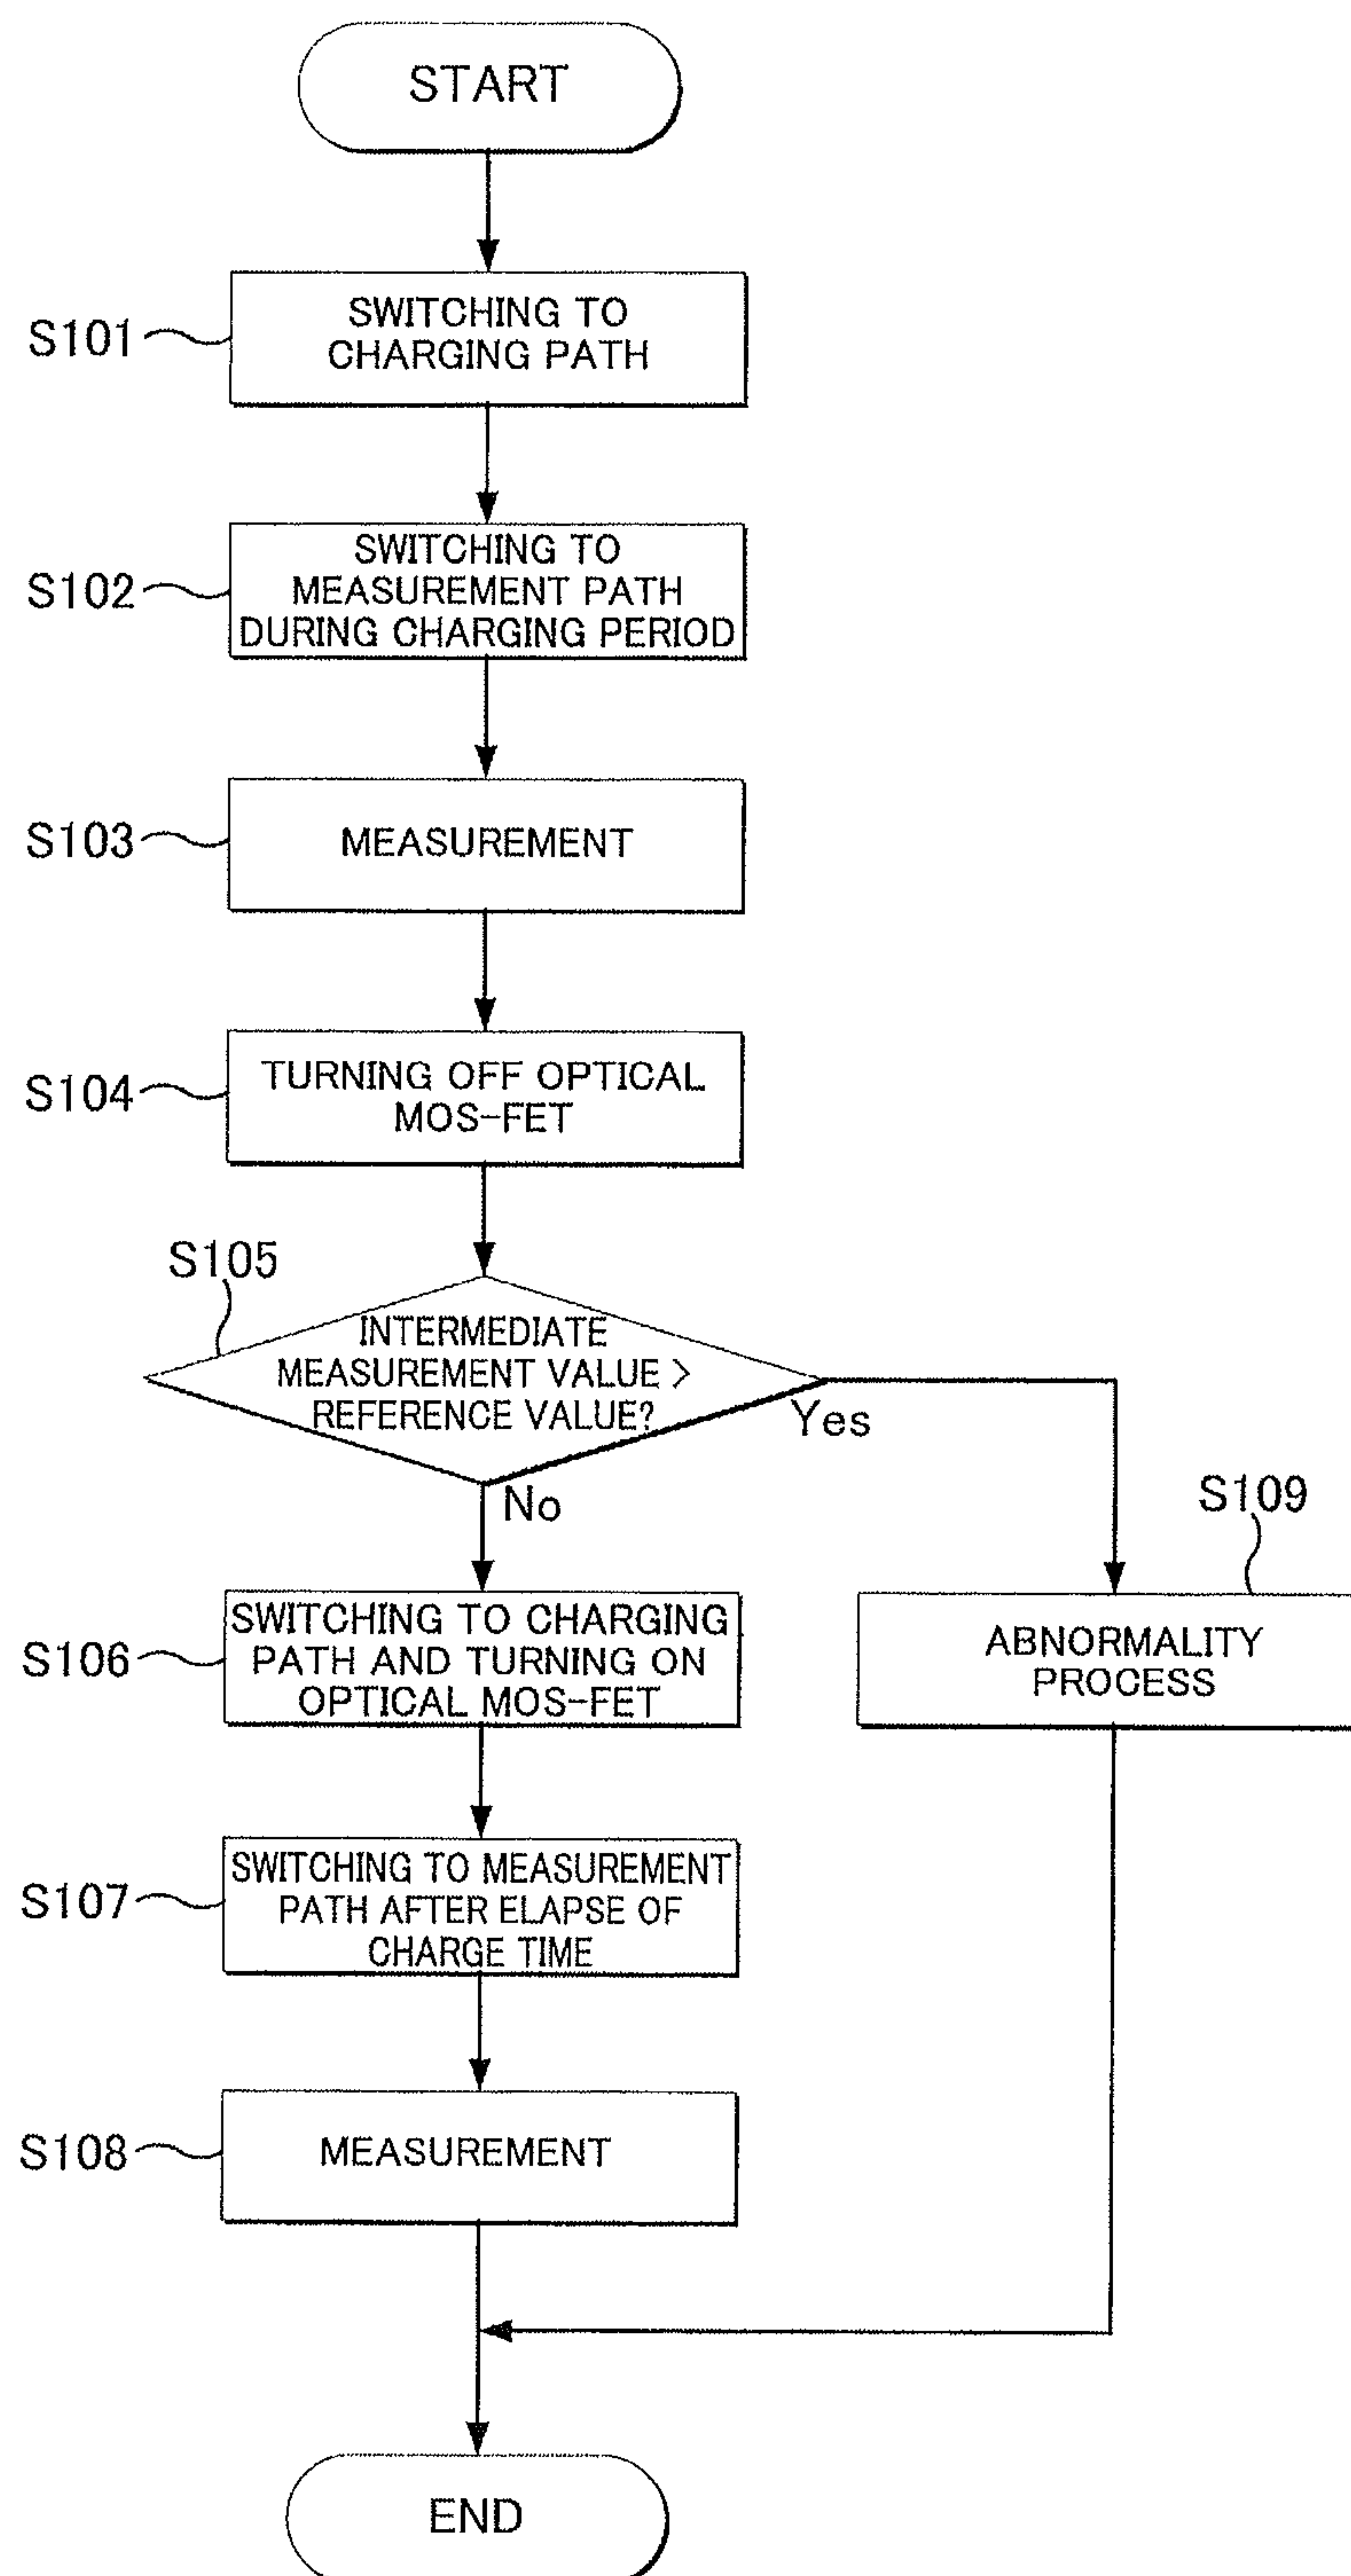 START
S101
SWITCHING TO
CHARGING PATH
S102
SWITCHING TO
MEASUREMENT PATH
DURING CHARGING PERIOD
S103
MEASUREMENT
S104
TURNING OFF OPTICAL
MOS-FET
S105
INTERMEDIATE
MEASUREMENT VALUE >
REFERENCE VALUE?
Yes
No
S109
ABNORMALITY
PROCESS
S106
SWITCHING TO CHARGING
PATH AND TURNING ON
OPTICAL MOS-FET
S107
SWITCHING TO MEASUREMENT
PATH AFTER ELAPSE OF
CHARGE TIME
S108
MEASUREMENT
END